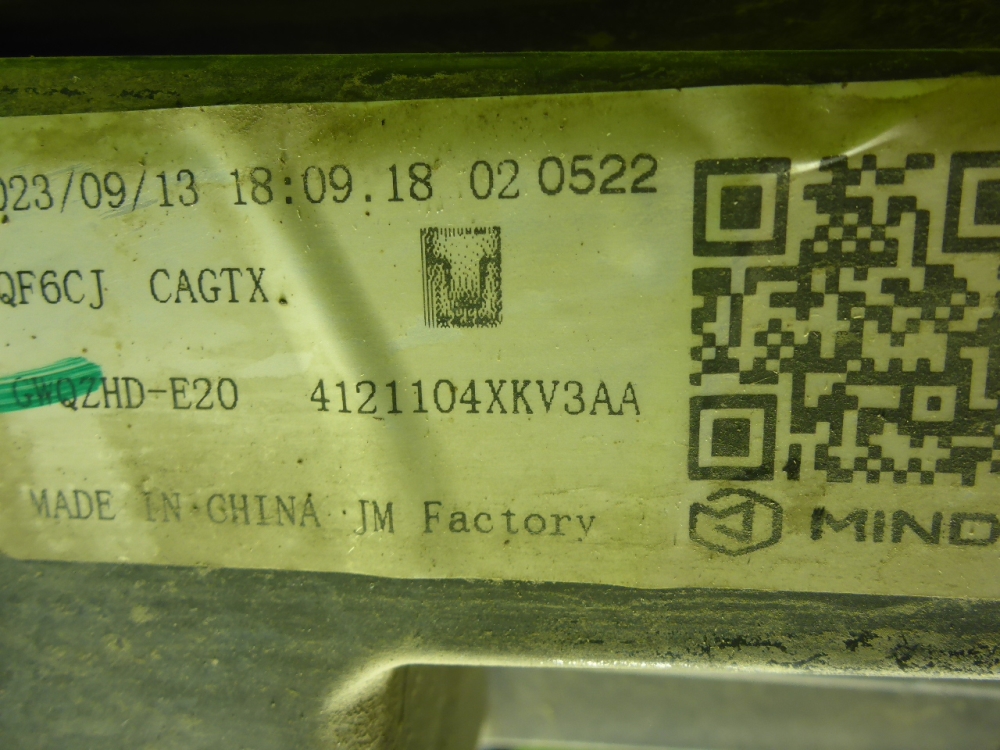 023/09/13 18:09.18 02 0522
QF6CJ CAGTX
GWQZHD-E20 4121104XKV3AA
MADE IN CHINA JM Factory
MIND